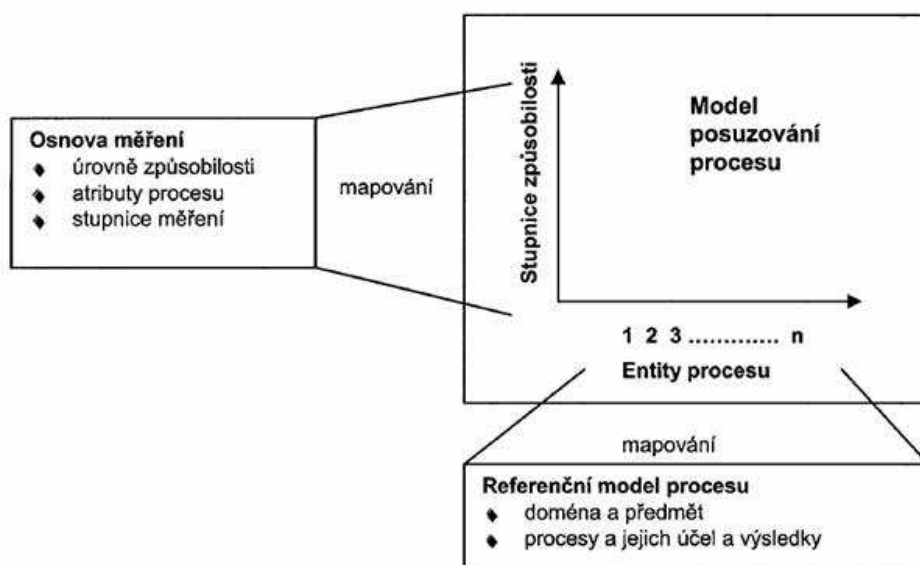 Osnova měření
♦ úrovně způsobilosti
♦ atributy procesu
♦ stupnice měření
mapování
Stupnice způsobilosti
Model
posuzování
procesu
1 2 3 ............. n
Entity procesu
mapování
Referenční model procesu
♦ doména a předmět
♦ procesy a jejich účel a výsledky